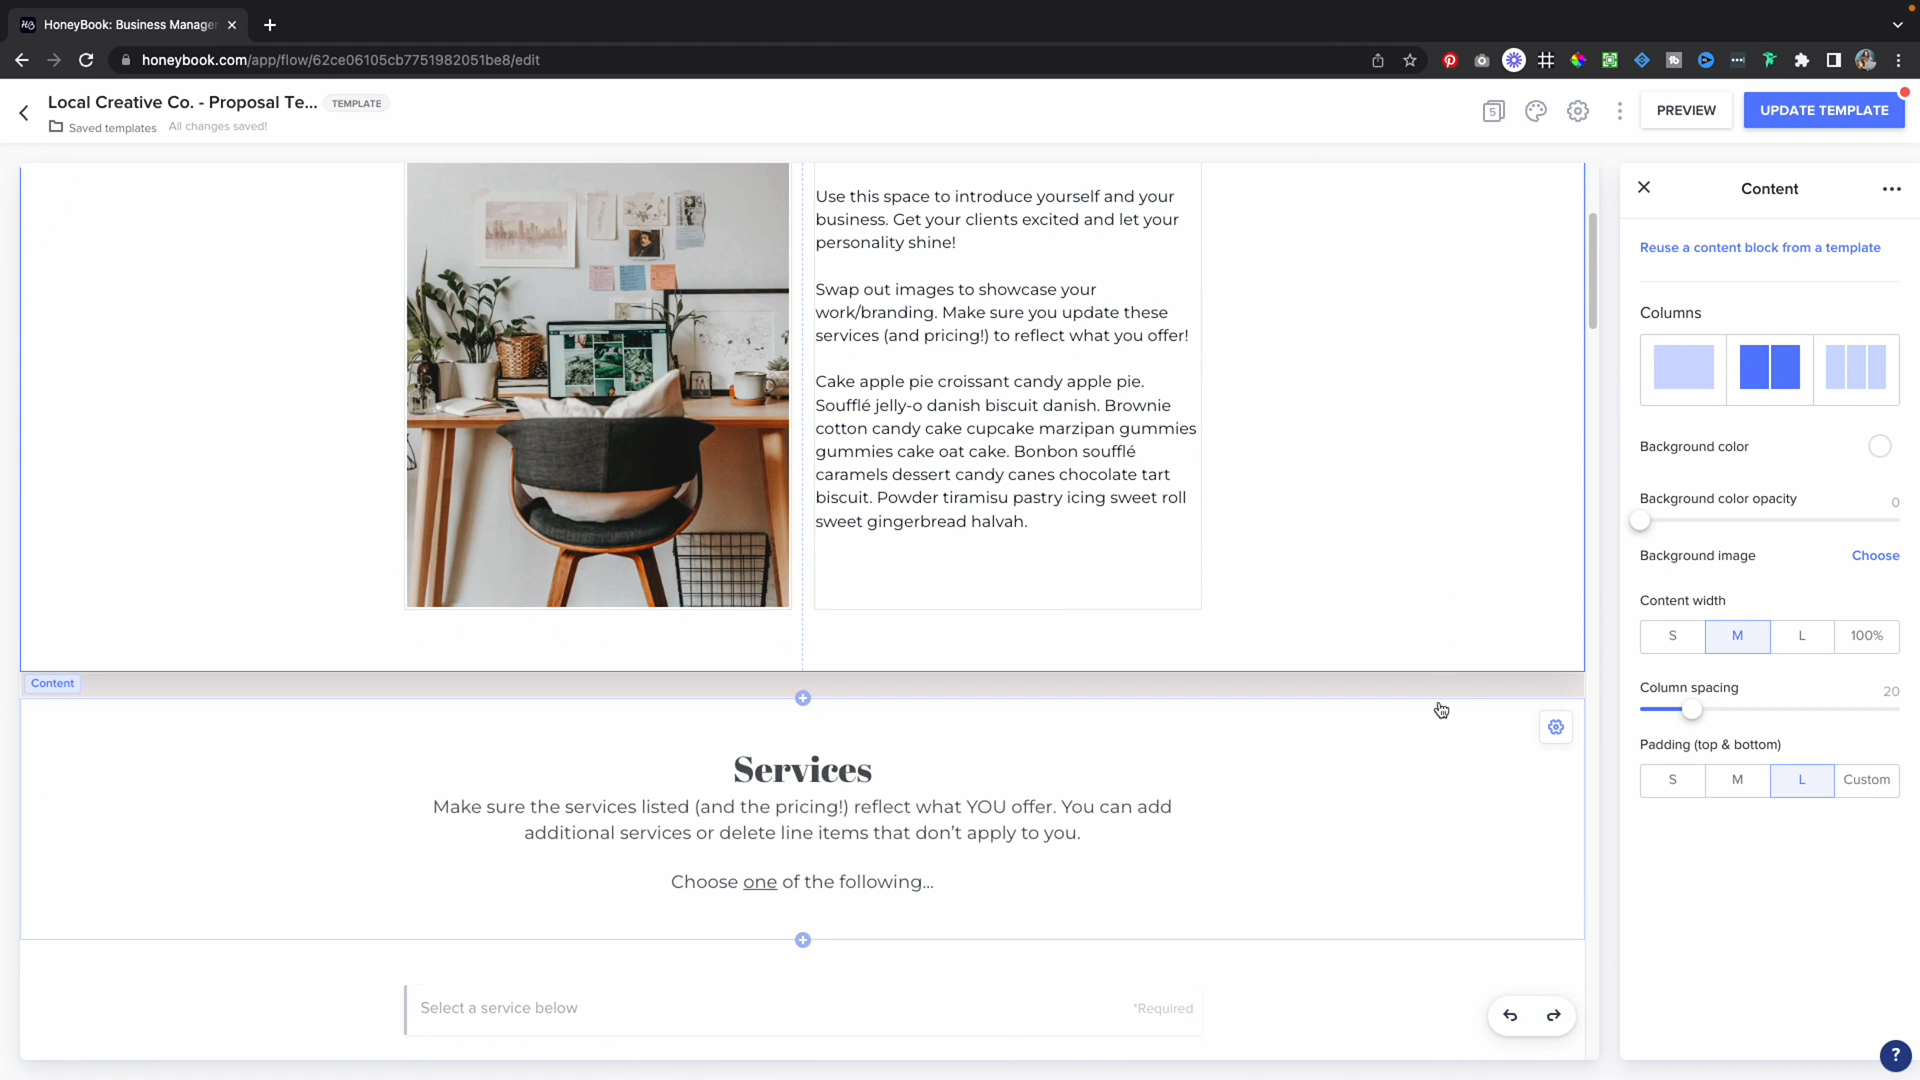 HoneyBook: Business Manager
honeybook.com/app/flow/62ce06105cb7751982051be8/edit
Local Creative Co. - Proposal Te...
TEMPLATE
Saved templates
All changes saved!
5
PREVIEW
UPDATE TEMPLATE
Use this space to introduce yourself and your
business. Get your clients excited and let your
personality shine!
Swap out images to showcase your
work/branding. Make sure you update these
services (and pricing!) to reflect what you offer!
Cake apple pie croissant candy apple pie.
Soufflé jelly-o danish biscuit danish. Brownie
cotton candy cake cupcake marzipan gummies
gummies cake oat cake. Bonbon soufflé
caramels dessert candy canes chocolate tart
biscuit. Powder tiramisu pastry icing sweet roll
sweet gingerbread halvah.
Content
Services
Make sure the services listed (and the pricing!) reflect what YOU offer. You can add
additional services or delete line items that don't apply to you.
Choose one of the following...
Select a service below
*Required
Content
Reuse a content block from a template
Columns
Background color
Background color opacity
0
Background image
Choose
Content width
S
M
L
100%
Column spacing
20
Padding (top & bottom)
S
M
L
Custom
?